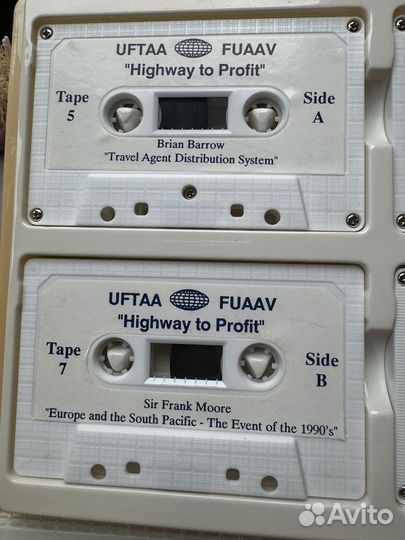 UFTAA FUAAV
"Highway to Profit"
Tape 5
Side A
Brian Barrow
"Travel Agent Distribution System"
UFTAA FUAAV
"Highway to Profit"
Tape 7
Side B
Sir Frank Moore
"Europe and the South Pacific - The Event of the 1990's"
Avito